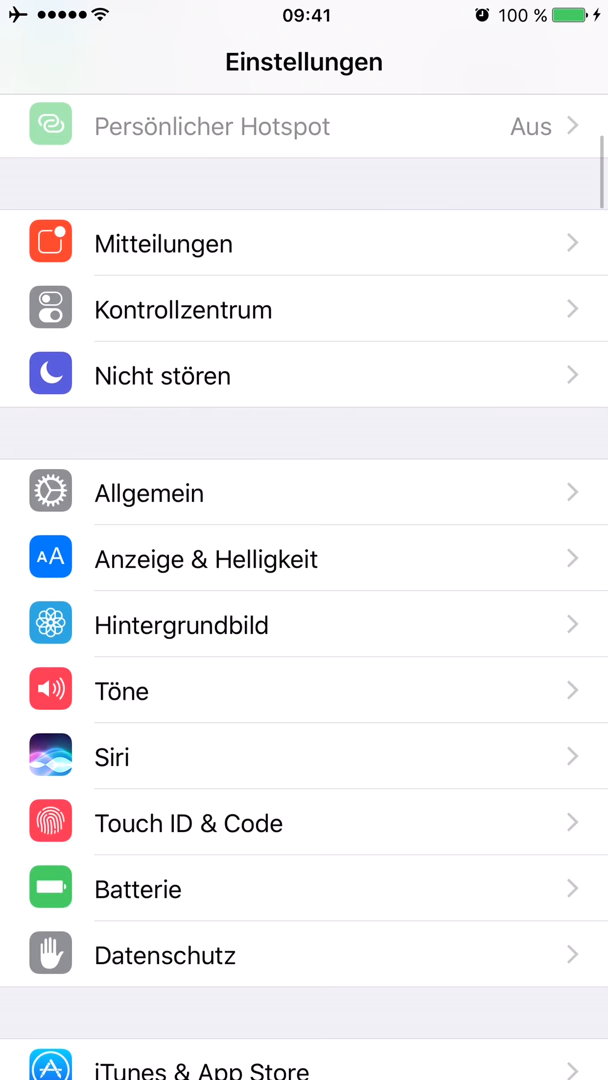 09:41 100 %
Einstellungen
Persönlicher Hotspot Aus
Mitteilungen
Kontrollzentrum
Nicht stören
Allgemein
AA Anzeige & Helligkeit
Hintergrundbild
Töne
Siri
Touch ID & Code
Batterie
Datenschutz
iTunes & App Store